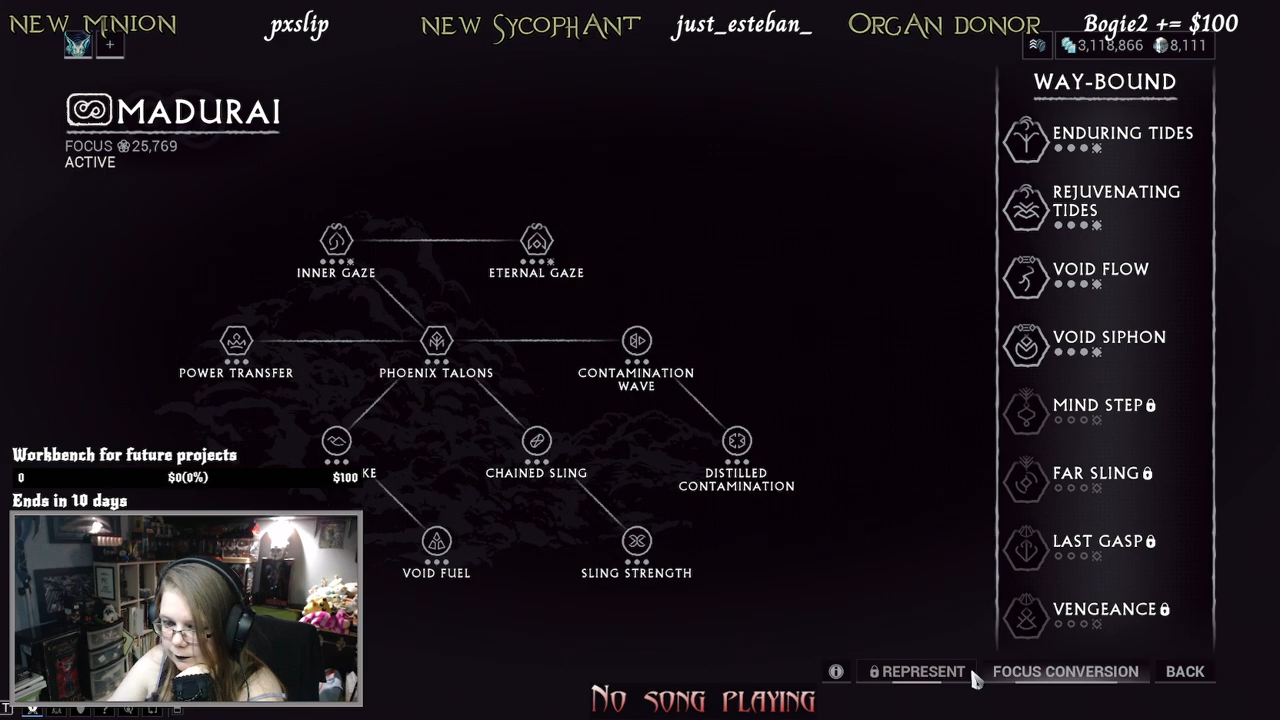 NEW MINION
pxslip
NEW SYCOPHANT
just_esteban_
ORGAN DONOR
Bogie2 += $100
+
3,118,866
8,111
MADURAI
FOCUS 25,769
ACTIVE
INNER GAZE
ETERNAL GAZE
POWER TRANSFER
PHOENIX TALONS
CONTAMINATION
WAVE
KE
CHAINED SLING
DISTILLED
CONTAMINATION
VOID FUEL
SLING STRENGTH
WAY-BOUND
ENDURING TIDES
REJUVENATING
TIDES
VOID FLOW
VOID SIPHON
MIND STEP
FAR SLING
LAST GASP
VENGEANCE
REPRESENT
FOCUS CONVERSION
BACK
Workbench for future projects
0 $0(0%) $100
Ends in 10 days
No song playing